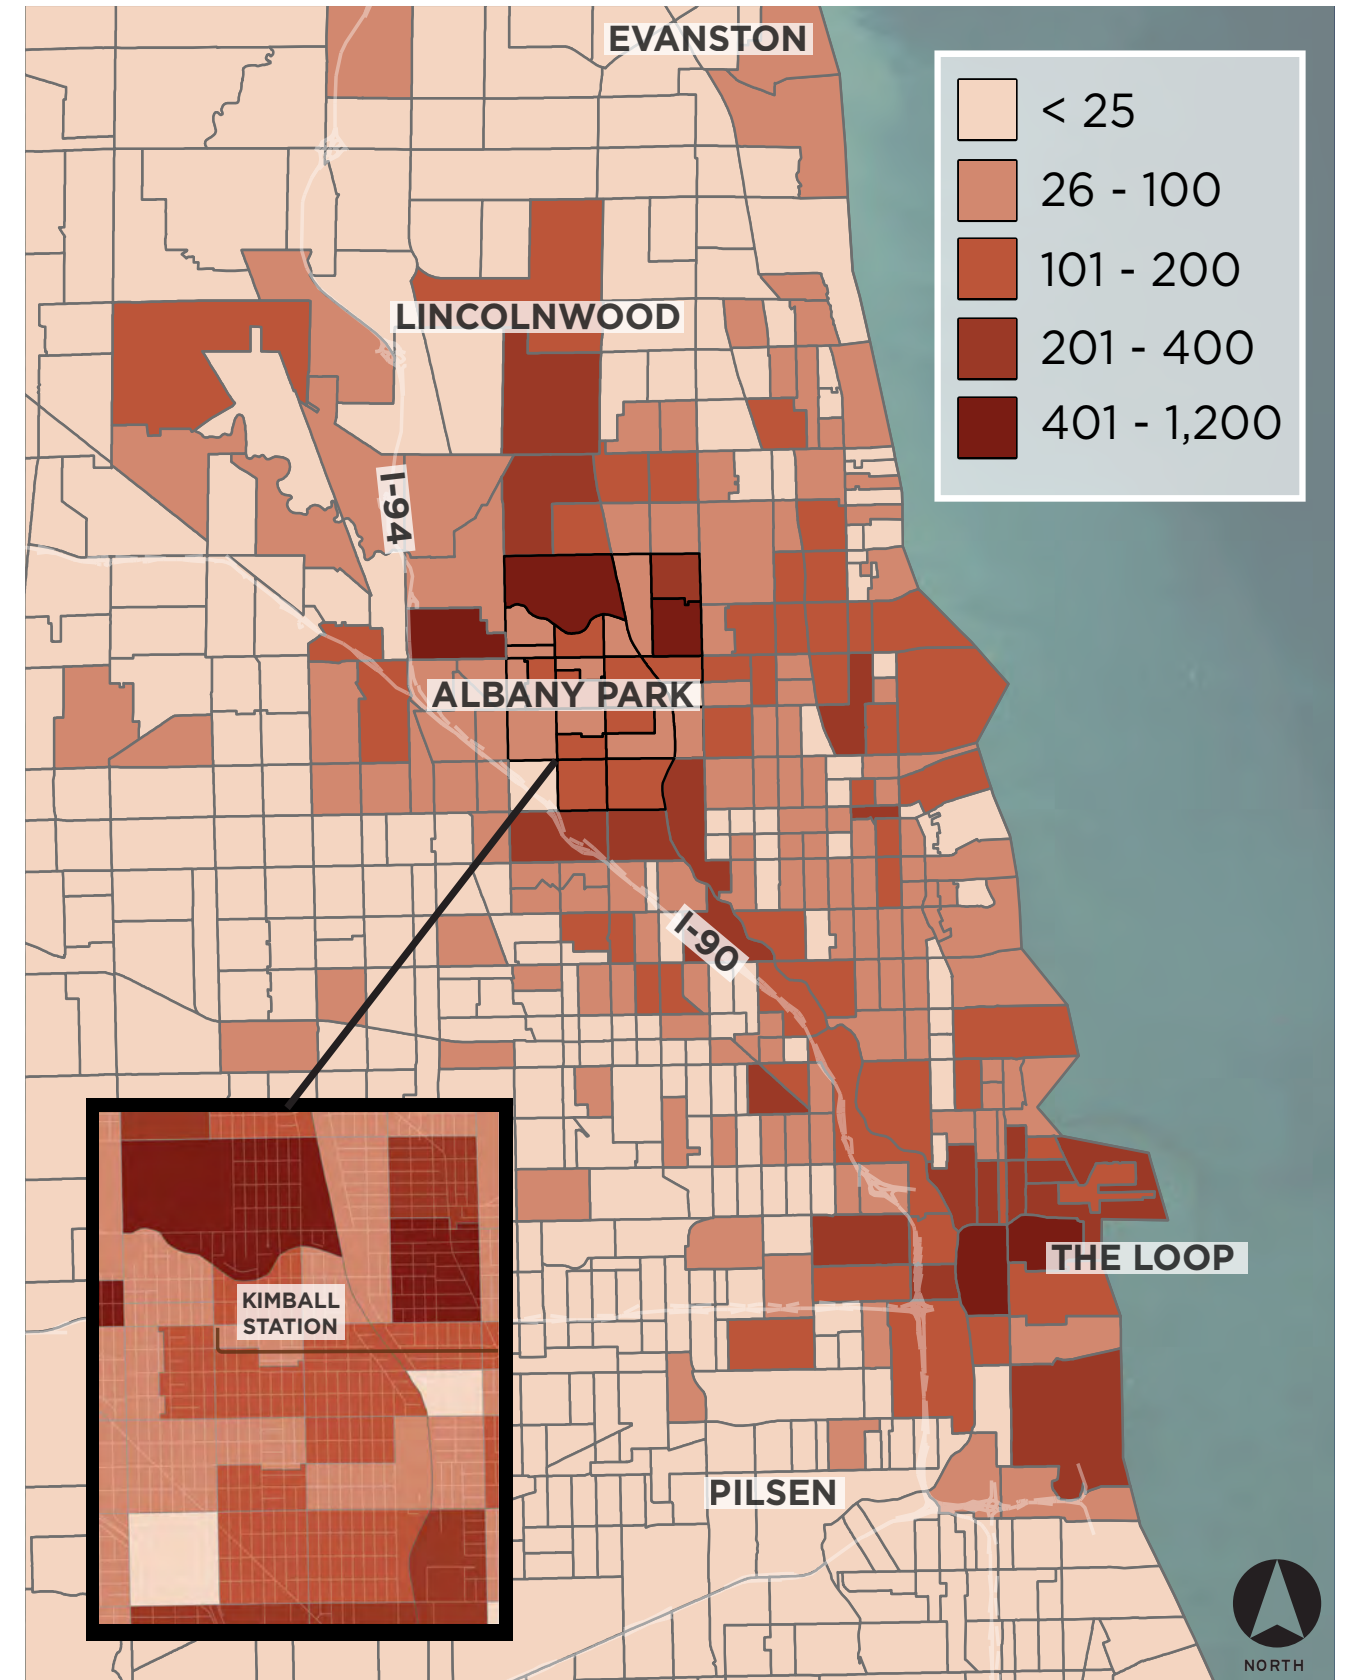 EVANSTON
< 25
26 - 100
101 - 200
201 - 400
401 - 1,200
LINCOLNWOOD
I-94
ALBANY PARK
I-90
THE LOOP
KIMBALL
STATION
PILSEN
NORTH